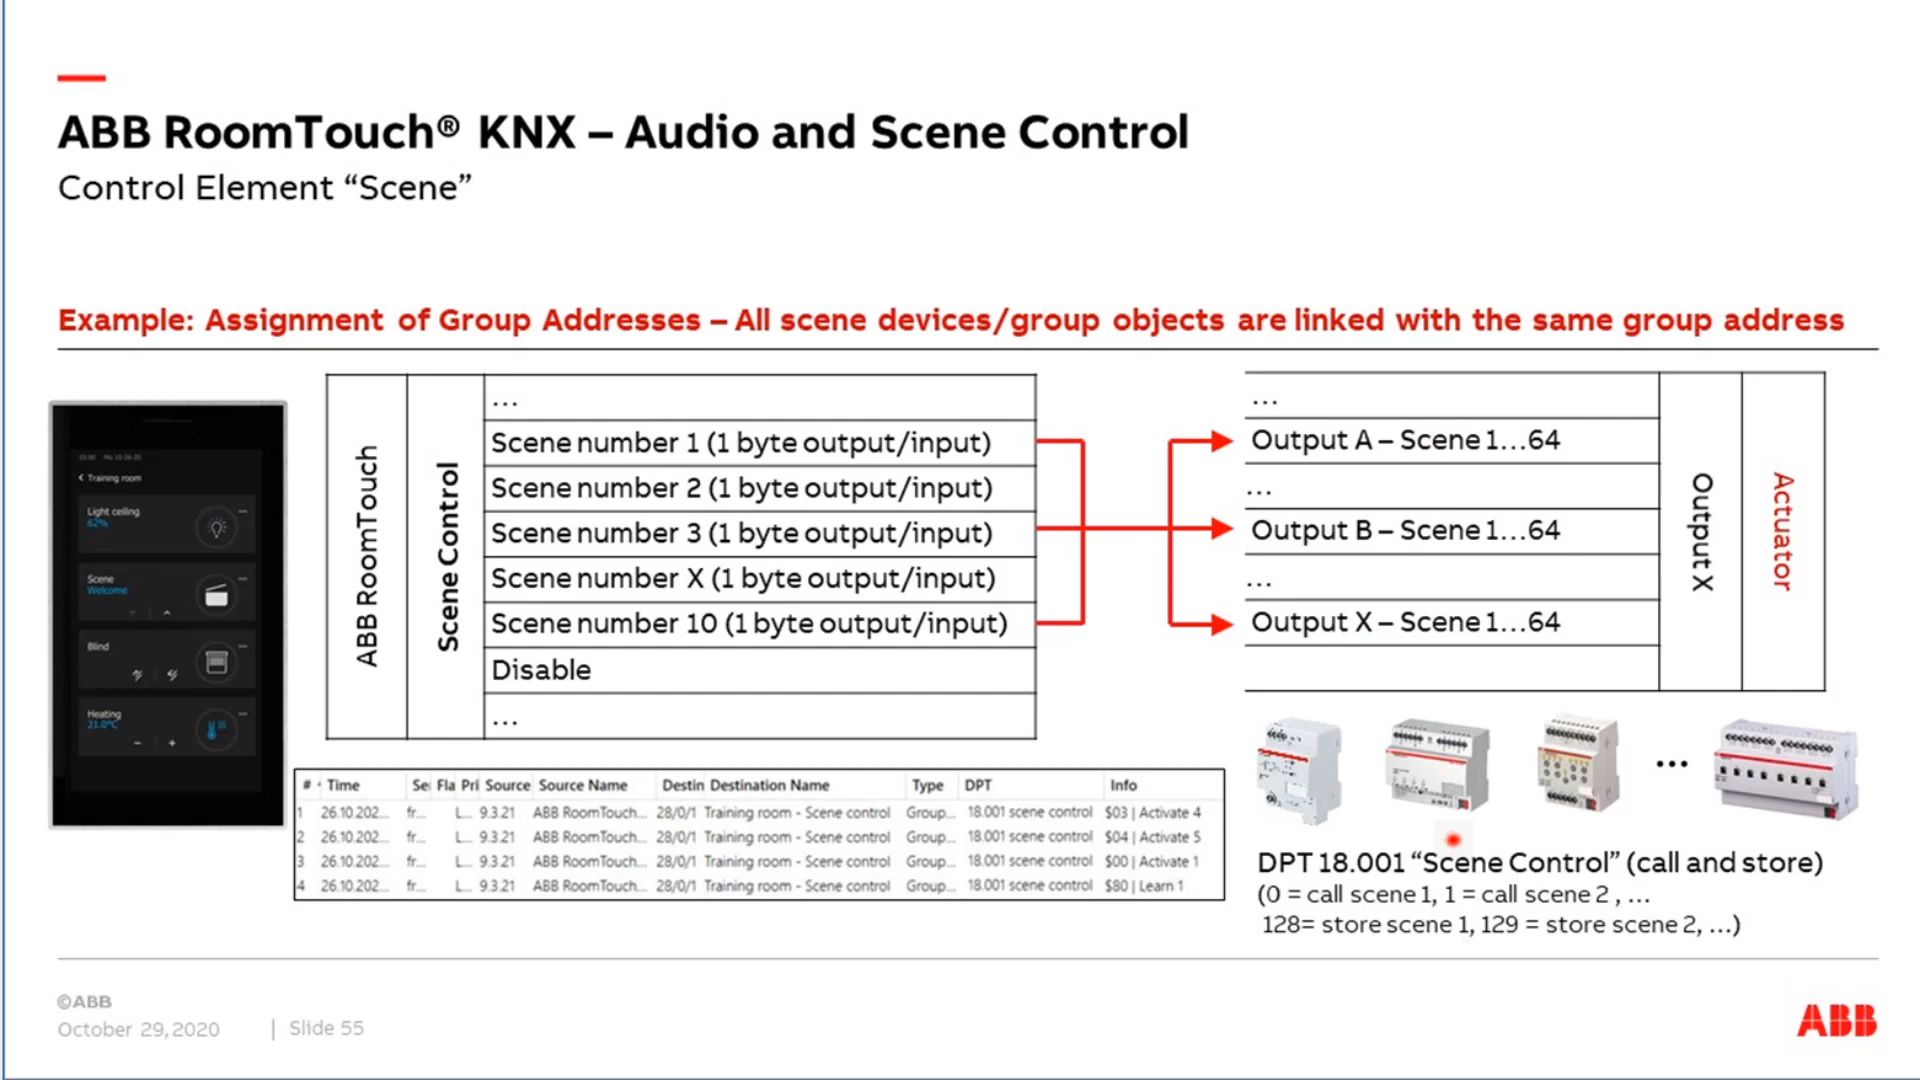 ABB RoomTouch® KNX – Audio and Scene Control
Control Element “Scene”
Example: Assignment of Group Addresses – All scene devices/group objects are linked with the same group address
Training room
Light ceiling
62%
Scene
Welcome
Blind
Heating
21.0°C
ABB RoomTouch
Scene Control
...
Scene number 1 (1 byte output/input)
Scene number 2 (1 byte output/input)
Scene number 3 (1 byte output/input)
Scene number X (1 byte output/input)
Scene number 10 (1 byte output/input)
Disable
...
...
Output A – Scene 1...64
...
Output B – Scene 1...64
...
Output X – Scene 1...64
Output X
Actuator
...
# Time Se Fla Pri Source Source Name Destin Destination Name Type DPT Info
1 26.10.202... fr... L... 9.3.21 ABB RoomTouch... 28/0/1 Training room - Scene control Group... 18.001 scene control $03 | Activate 4
2 26.10.202... fr... L... 9.3.21 ABB RoomTouch... 28/0/1 Training room - Scene control Group... 18.001 scene control $04 | Activate 5
3 26.10.202... fr... L... 9.3.21 ABB RoomTouch... 28/0/1 Training room - Scene control Group... 18.001 scene control $00 | Activate 1
4 26.10.202... fr... L... 9.3.21 ABB RoomTouch... 28/0/1 Training room - Scene control Group... 18.001 scene control $80 | Learn 1
DPT 18.001 “Scene Control” (call and store)
(0 = call scene 1, 1 = call scene 2 , ...
128= store scene 1, 129 = store scene 2, ...)
©ABB
October 29, 2020 | Slide 55
ABB